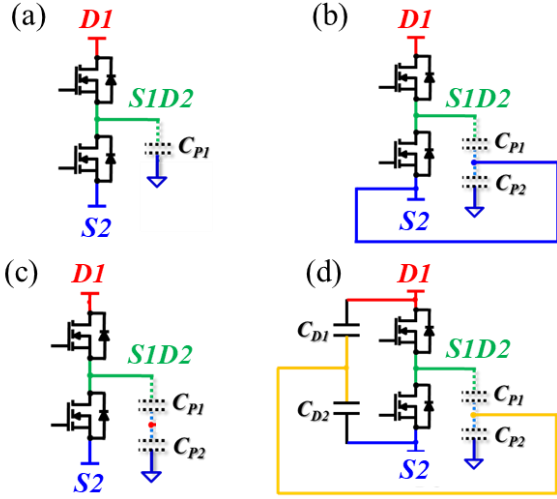 (a)
D1
S1D2
CP1
S2
(b)
D1
S1D2
CP1
CP2
S2
(c)
D1
S1D2
CP1
CP2
S2
(d)
D1
CD1
S1D2
CP1
CD2
CP2
S2